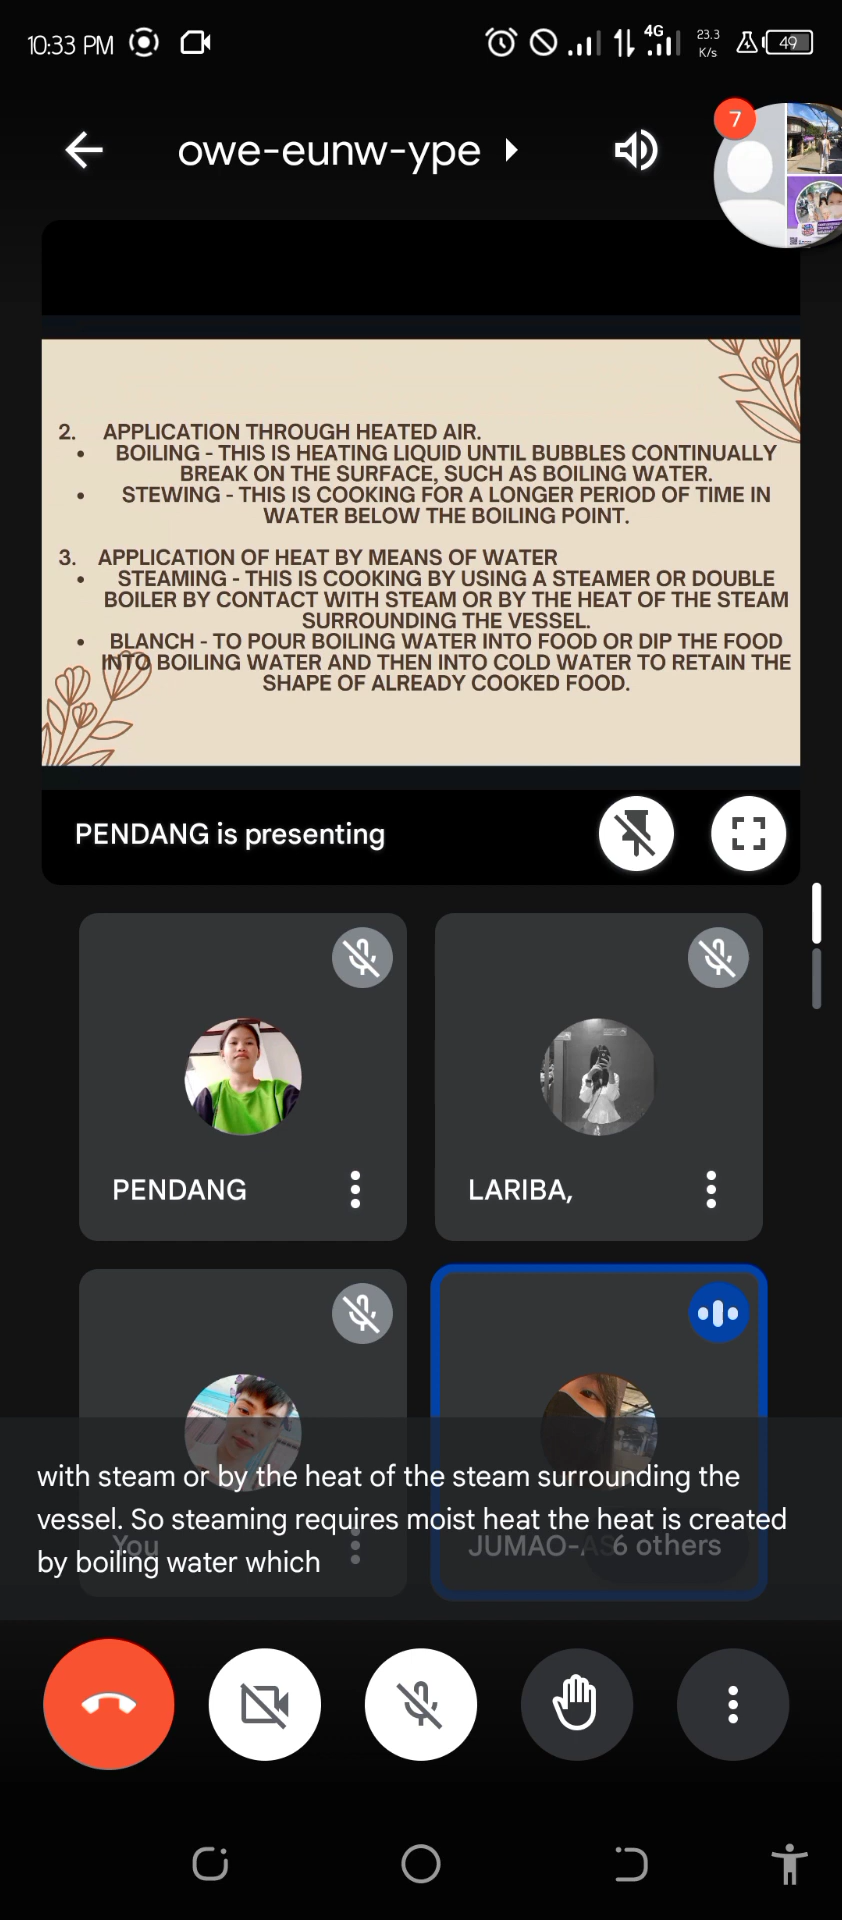 10:33 PM
4G
23.3
K/s
49
owe-eunw-ype
7
2. APPLICATION THROUGH HEATED AIR.
• BOILING - THIS IS HEATING LIQUID UNTIL BUBBLES CONTINUALLY
BREAK ON THE SURFACE, SUCH AS BOILING WATER.
• STEWING - THIS IS COOKING FOR A LONGER PERIOD OF TIME IN
WATER BELOW THE BOILING POINT.
3. APPLICATION OF HEAT BY MEANS OF WATER
• STEAMING - THIS IS COOKING BY USING A STEAMER OR DOUBLE
BOILER BY CONTACT WITH STEAM OR BY THE HEAT OF THE STEAM
SURROUNDING THE VESSEL.
• BLANCH - TO POUR BOILING WATER INTO FOOD OR DIP THE FOOD
INTO BOILING WATER AND THEN INTO COLD WATER TO RETAIN THE
SHAPE OF ALREADY COOKED FOOD.
PENDANG is presenting
PENDANG
LARIBA,
with steam or by the heat of the steam surrounding the
vessel. So steaming requires moist heat the heat is created
by boiling water which
You
JUMAO-AS
6 others